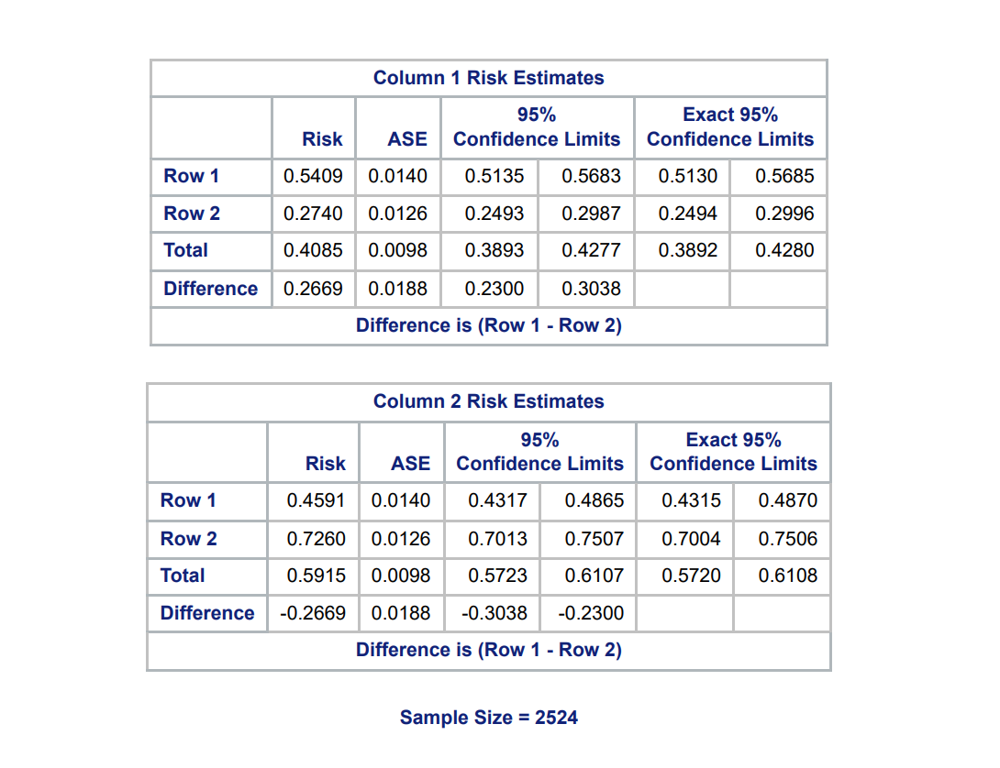 Column 1 Risk Estimates
Risk ASE 95% Confidence Limits Exact 95% Confidence Limits
Row 1 0.5409 0.0140 0.5135 0.5683 0.5130 0.5685
Row 2 0.2740 0.0126 0.2493 0.2987 0.2494 0.2996
Total 0.4085 0.0098 0.3893 0.4277 0.3892 0.4280
Difference 0.2669 0.0188 0.2300 0.3038
Difference is (Row 1 - Row 2)
Column 2 Risk Estimates
Risk ASE 95% Confidence Limits Exact 95% Confidence Limits
Row 1 0.4591 0.0140 0.4317 0.4865 0.4315 0.4870
Row 2 0.7260 0.0126 0.7013 0.7507 0.7004 0.7506
Total 0.5915 0.0098 0.5723 0.6107 0.5720 0.6108
Difference -0.2669 0.0188 -0.3038 -0.2300
Difference is (Row 1 - Row 2)
Sample Size = 2524